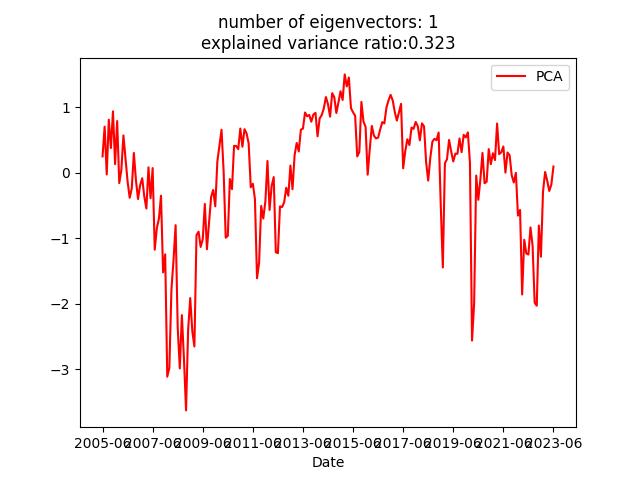 number of eigenvectors: 1
explained variance ratio:0.323
PCA
1
0
−1
−2
−3
2005-06 2007-06 2009-06 2011-06 2013-06 2015-06 2017-06 2019-06 2021-06 2023-06
Date